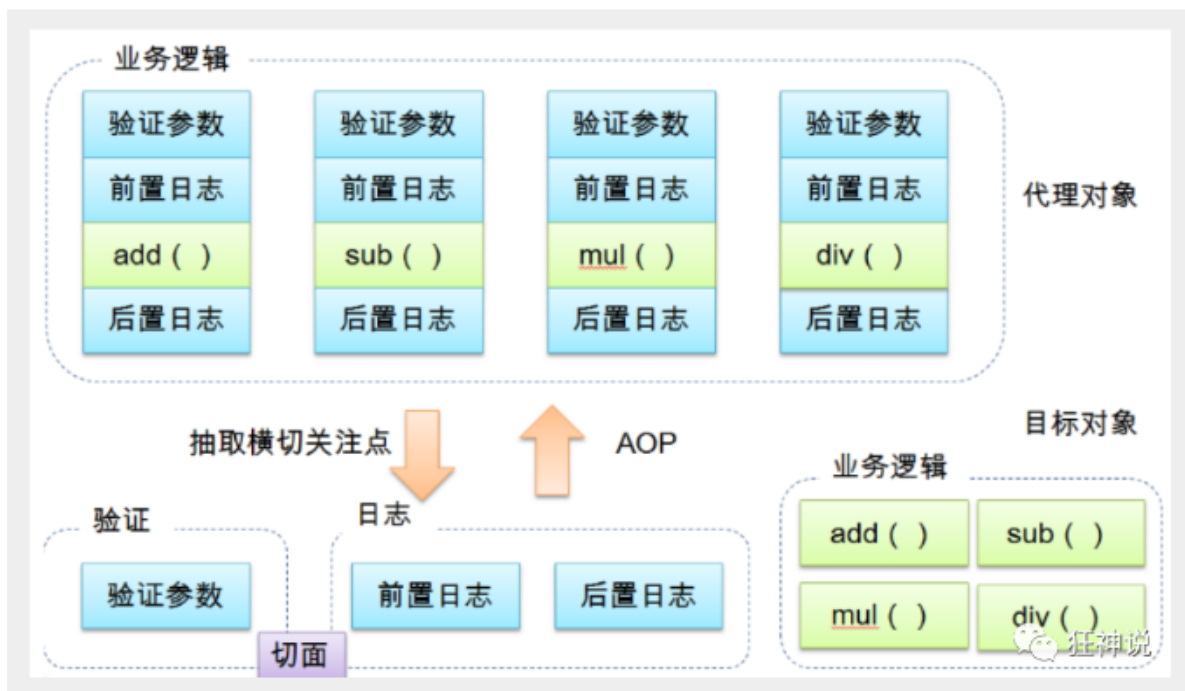 业务逻辑
验证参数 验证参数 验证参数 验证参数
前置日志 前置日志 前置日志 前置日志
代理对象
add ( ) sub ( ) mul ( ) div ( )
后置日志 后置日志 后置日志 后置日志
抽取横切关注点
AOP
目标对象
业务逻辑
验证
日志
add ( ) sub ( )
验证参数
前置日志 后置日志
mul ( ) div ( )
切面
狂神说